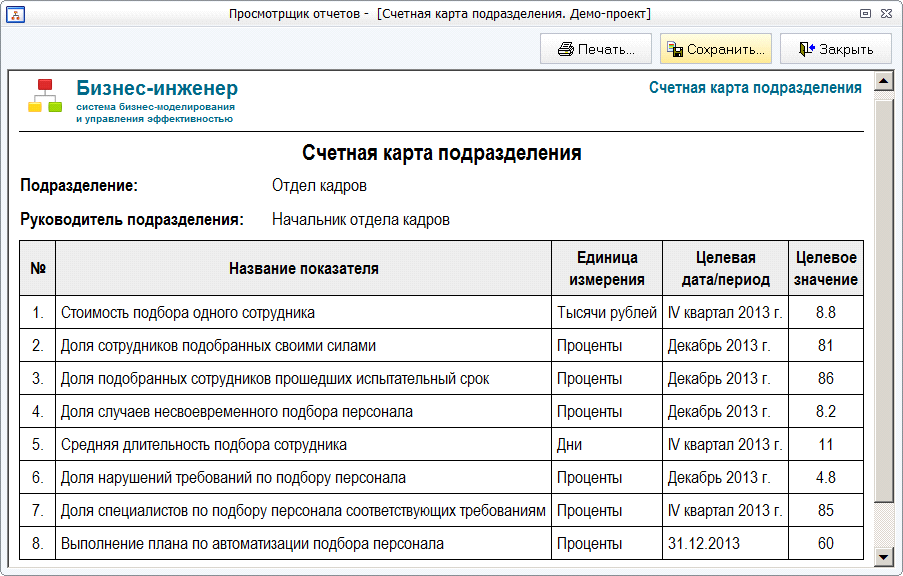 Просмотрщик отчетов - [Счетная карта подразделения. Демо-проект]
Печать... Сохранить... Закрыть
Бизнес-инженер Счетная карта подразделения
система бизнес-моделирования
и управления эффективностью
Счетная карта подразделения
Подразделение: Отдел кадров
Руководитель подразделения: Начальник отдела кадров
№ Название показателя Единица измерения Целевая дата/период Целевое значение
1. Стоимость подбора одного сотрудника Тысячи рублей IV квартал 2013 г. 8.8
2. Доля сотрудников подобранных своими силами Проценты Декабрь 2013 г. 81
3. Доля подобранных сотрудников прошедших испытательный срок Проценты Декабрь 2013 г. 86
4. Доля случаев несвоевременного подбора персонала Проценты Декабрь 2013 г. 8.2
5. Средняя длительность подбора сотрудника Дни IV квартал 2013 г. 11
6. Доля нарушений требований по подбору персонала Проценты Декабрь 2013 г. 4.8
7. Доля специалистов по подбору персонала соответствующих требованиям Проценты IV квартал 2013 г. 85
8. Выполнение плана по автоматизации подбора персонала Проценты 31.12.2013 60